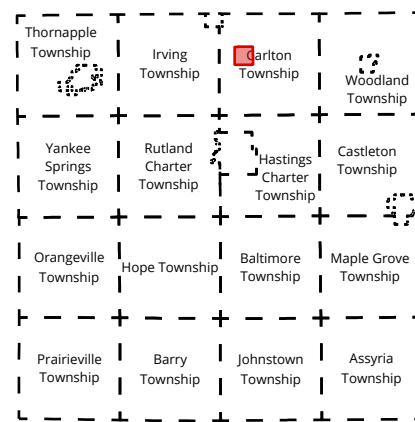 Thornapple
Township
Irving
Township
Carlton
Township
Woodland
Township
Yankee
Springs
Township
Rutland
Charter
Township
Hastings
Charter
Township
Castleton
Township
Orangeville
Township
Hope Township
Baltimore
Township
Maple Grove
Township
Prairieville
Township
Barry
Township
Johnstown
Township
Assyria
Township